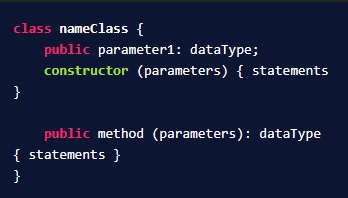 class nameClass {
    public parameter1: dataType;
    constructor (parameters) { statements
}

    public method (parameters): dataType
{ statements }
}